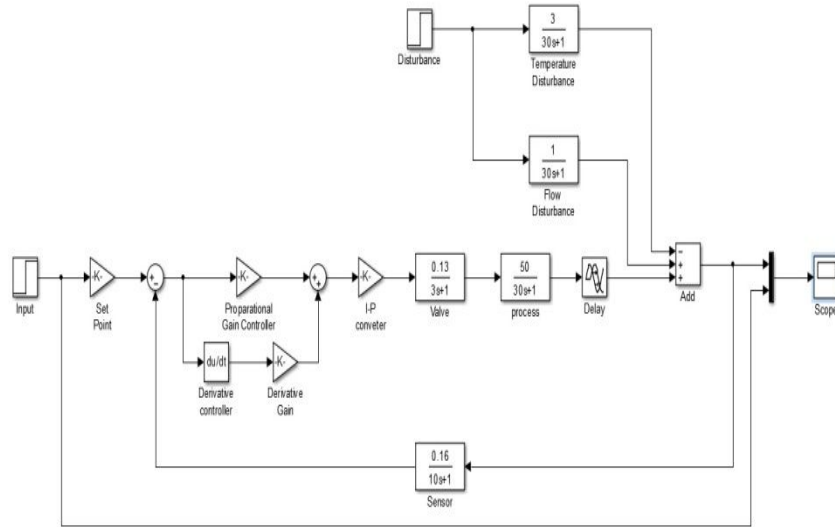 3
30s+1
Disturbance
Temperature
Disturbance
1
30s+1
Flow
Disturbance
-K-
-K-
-K-
0.13
3s+1
50
30s+1
Input
Set
Point
Proparational
Gain Controller
I-P
conveter
Valve
process
Delay
Add
Scope
du/dt
-K-
Derivative
controller
Derivative
Gain
0.16
10s+1
Sensor